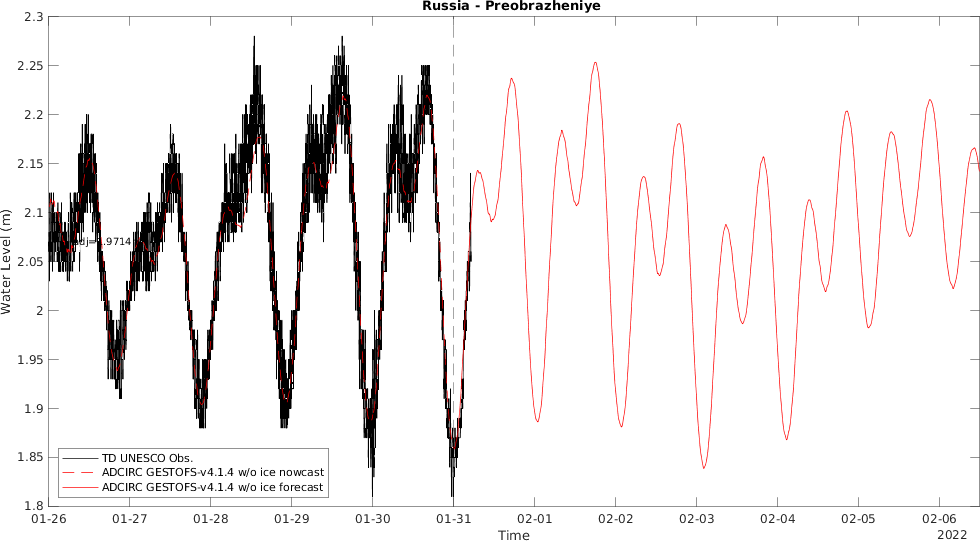 Russia - Preobrazheniye
2.3
2.25
2.2
2.15
2.1
2.05
2
1.95
1.9
1.85
1.8
Water Level (m)
TD UNESCO Obs.
ADCIRC GESTOFS-v4.1.4 w/o ice nowcast
ADCIRC GESTOFS-v4.1.4 w/o ice forecast
01-26 01-27 01-28 01-29 01-30 01-31 02-01 02-02 02-03 02-04 02-05 02-06
Time
2022